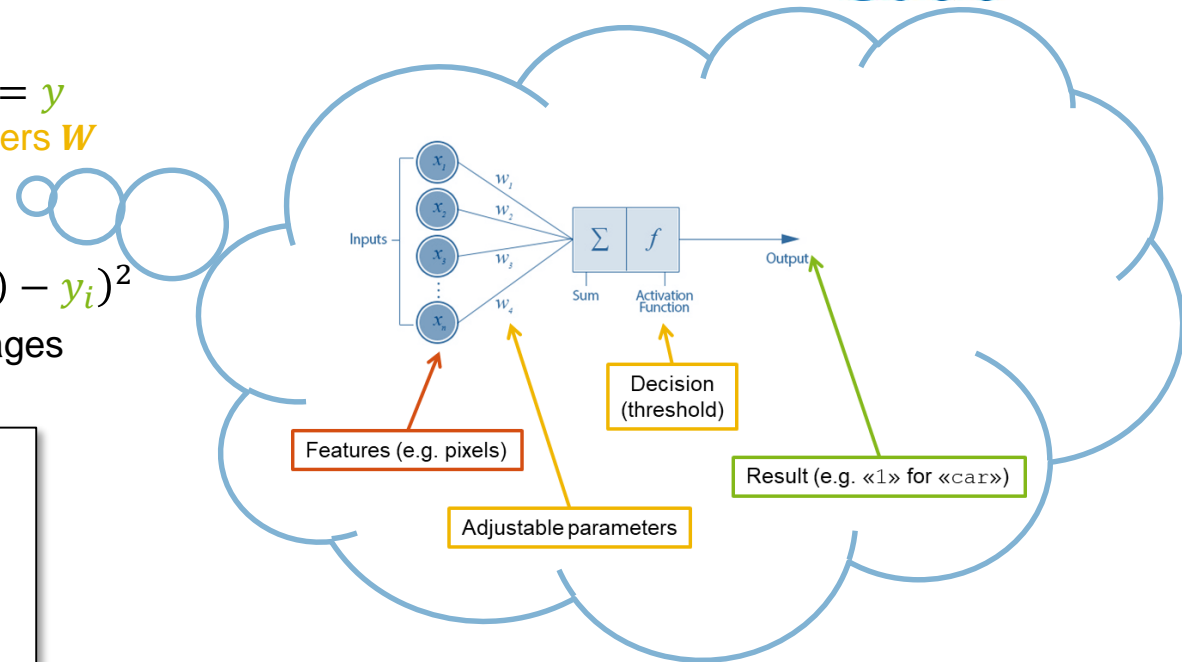 = y
ers W
) − yᵢ)²
ages
Inputs
x₁
x₂
x₃
xₙ
w₁
w₂
w₃
w₄
∑ f
Sum
Activation
Function
Output
Decision
(threshold)
Features (e.g. pixels)
Result (e.g. «1» for «car»)
Adjustable parameters